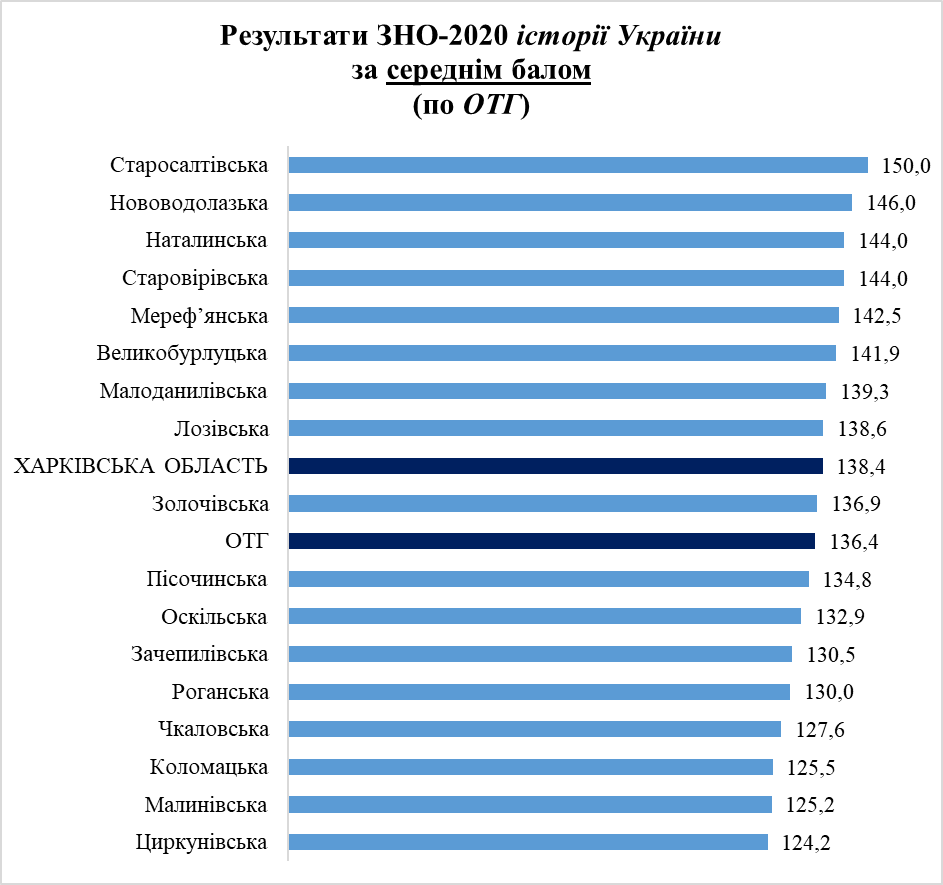 Результати ЗНО-2020 історії України
за середнім балом
(по ОТГ)
Старосалтівська 150,0
Нововодолазька 146,0
Наталинська 144,0
Старовірівська 144,0
Мереф’янська 142,5
Великобурлуцька 141,9
Малоданилівська 139,3
Лозівська 138,6
ХАРКІВСЬКА ОБЛАСТЬ 138,4
Золочівська 136,9
ОТГ 136,4
Пісочинська 134,8
Оскільська 132,9
Зачепилівська 130,5
Роганська 130,0
Чкаловська 127,6
Коломацька 125,5
Малинівська 125,2
Циркунівська 124,2